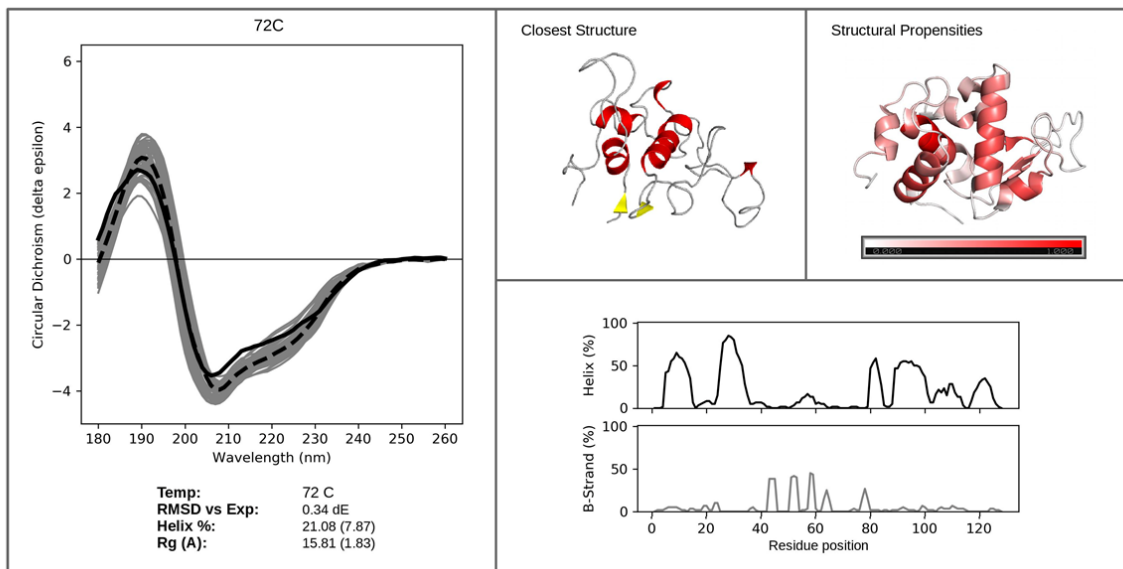 72C
6
4
2
0
−2
−4
Circular Dichroism (delta epsilon)
180 190 200 210 220 230 240 250 260
Wavelength (nm)
Temp: 72 C
RMSD vs Exp: 0.34 dE
Helix %: 21.08 (7.87)
Rg (A): 15.81 (1.83)
Closest Structure
Structural Propensities
0.000 1.000
100
50
0
Helix (%)
100
50
0
B-Strand (%)
0 20 40 60 80 100 120
Residue position